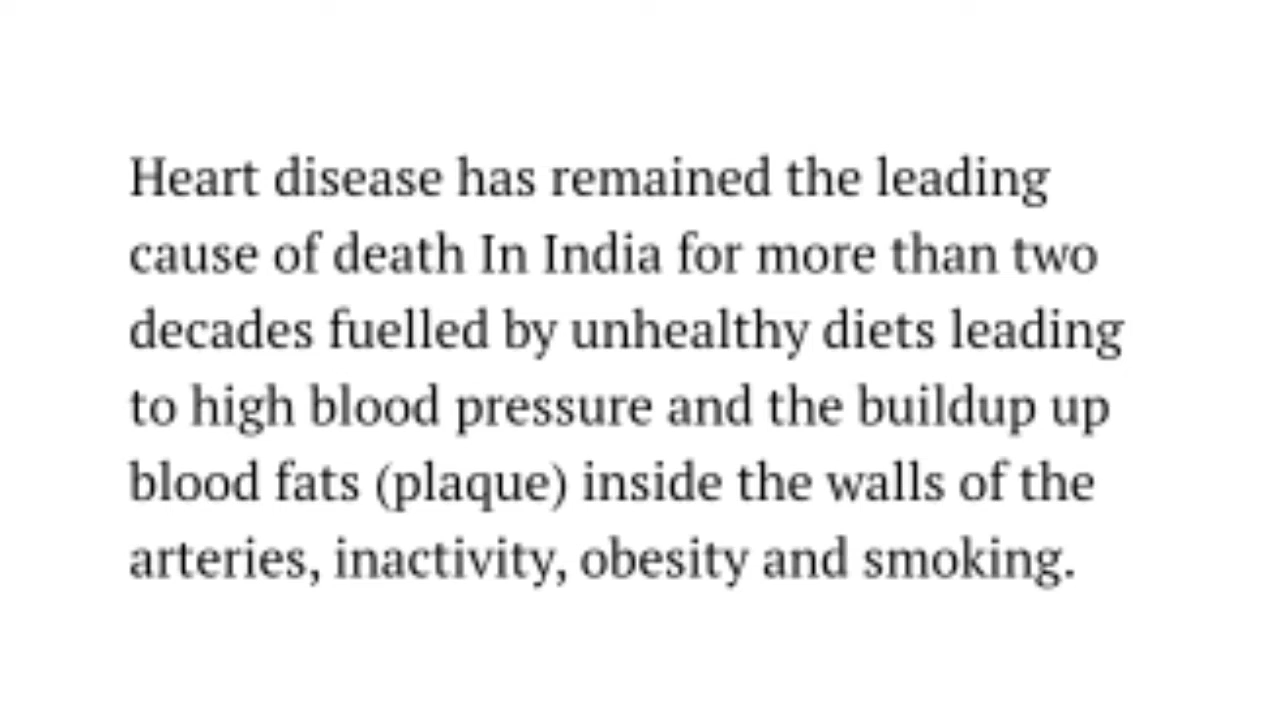 Heart disease has remained the leading
cause of death In India for more than two
decades fuelled by unhealthy diets leading
to high blood pressure and the buildup up
blood fats (plaque) inside the walls of the
arteries, inactivity, obesity and smoking.